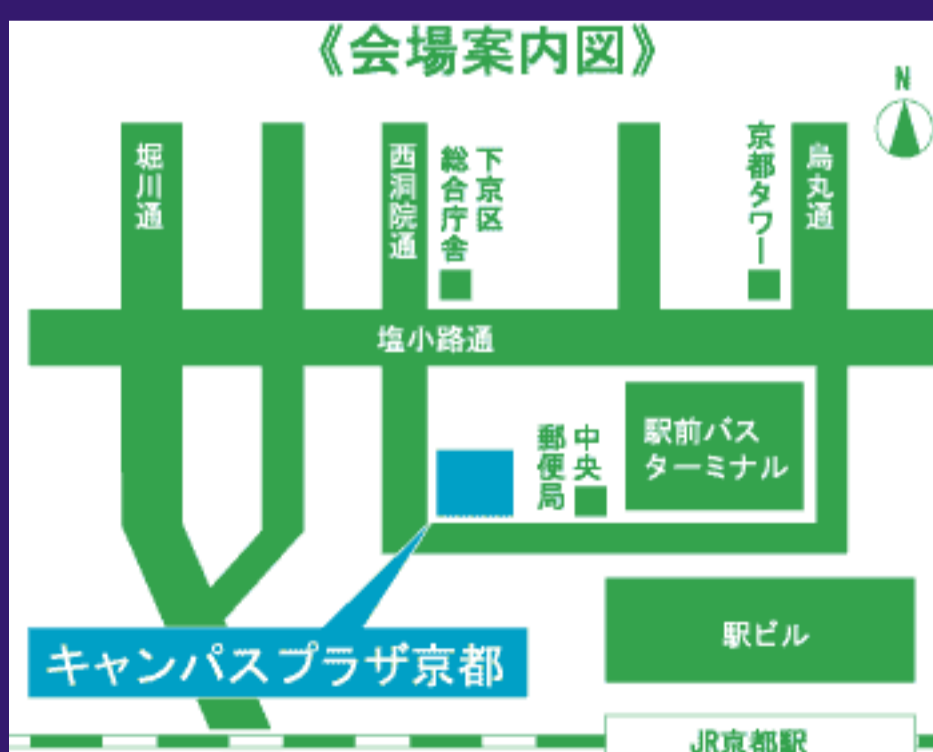 《会場案内図》
N
堀川通
西洞院通
下京区
総合庁舎
京都タワー
烏丸通
塩小路通
中央
郵便局
駅前バス
ターミナル
キャンパスプラザ京都
駅ビル
JR京都駅